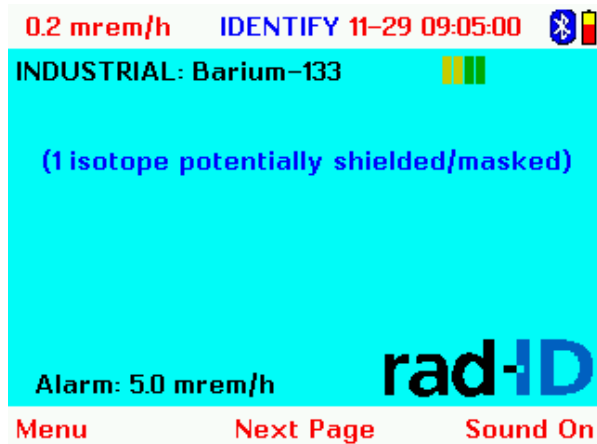 0.2 mrem/h IDENTIFY 11-29 09:05:00
INDUSTRIAL: Barium-133
(1 isotope potentially shielded/masked)
rad-ID
Alarm: 5.0 mrem/h
Menu Next Page Sound On